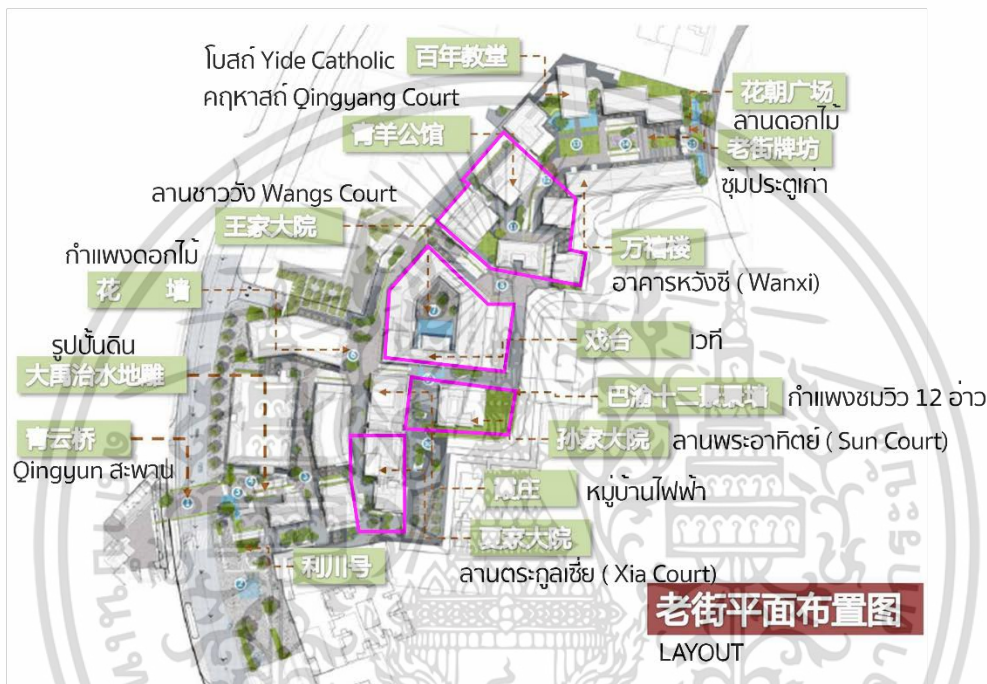 โบสถ์ Yide Catholic
百年教堂
คฤหาสถ์ Qingyang Court
花朝广场
ลานดอกไม้
青羊公馆
老街牌坊
ซุ้มประตูเก่า
ลานชาววัง Wangs Court
王家大院
万禧楼
อาคารหวังซี ( Wanxi)
กำแพงดอกไม้
花 墙
戏台
เวที
รูปปั้นดิน
大禹治水地雕
巴渝十二景墙
กำแพงชมวิว 12 อ่าว
青云桥
Qingyun สะพาน
孙家大院
ลานพระอาทิตย์ ( Sun Court)
庄
หมู่บ้านไฟฟ้า
夏家大院
利川号
ลานตระกูลเซี่ย ( Xia Court)
老街平面布置图
LAYOUT